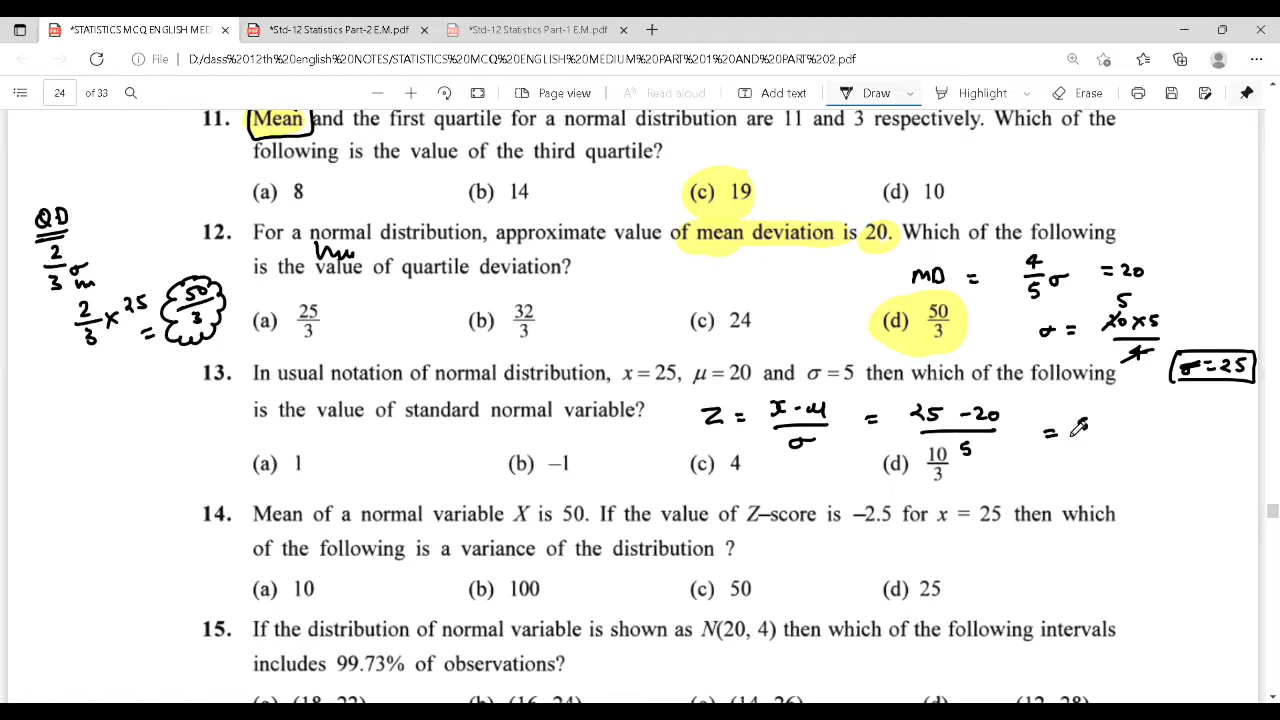 *STATISTICS MCQ ENGLISH MED
*Std-12 Statistics Part-2 E.M.pdf
*Std-12 Statistics Part-1 E.M.pdf
File
D:/class%2012th%20english%20NOTES/STATISTICS%20MCQ%20ENGLISH%20MEDIUM%20PART%201%20AND%20PART%202.pdf
24 of 33
Page view
Read aloud
Add text
Draw
Highlight
Erase
11. Mean and the first quartile for a normal distribution are 11 and 3 respectively. Which of the
following is the value of the third quartile?
(a) 8 (b) 14 (c) 19 (d) 10
QD
2/3 σ
2/3 × 25 = 50/3
12. For a normal distribution, approximate value of mean deviation is 20. Which of the following
is the value of quartile deviation?
MD = 4/5 σ = 20
(a) 25/3 (b) 32/3 (c) 24 (d) 50/3
5
σ = 20 × 5 / 4
σ = 25
13. In usual notation of normal distribution, x = 25, μ = 20 and σ = 5 then which of the following
is the value of standard normal variable?
Z = x - μ / σ = 25 - 20 / 5 =
(a) 1 (b) –1 (c) 4 (d) 10/3
14. Mean of a normal variable X is 50. If the value of Z–score is –2.5 for x = 25 then which
of the following is a variance of the distribution ?
(a) 10 (b) 100 (c) 50 (d) 25
15. If the distribution of normal variable is shown as N(20, 4) then which of the following intervals
includes 99.73% of observations?
(a) (18, 22) (b) (16, 24) (c) (14, 26) (d) (12, 28)